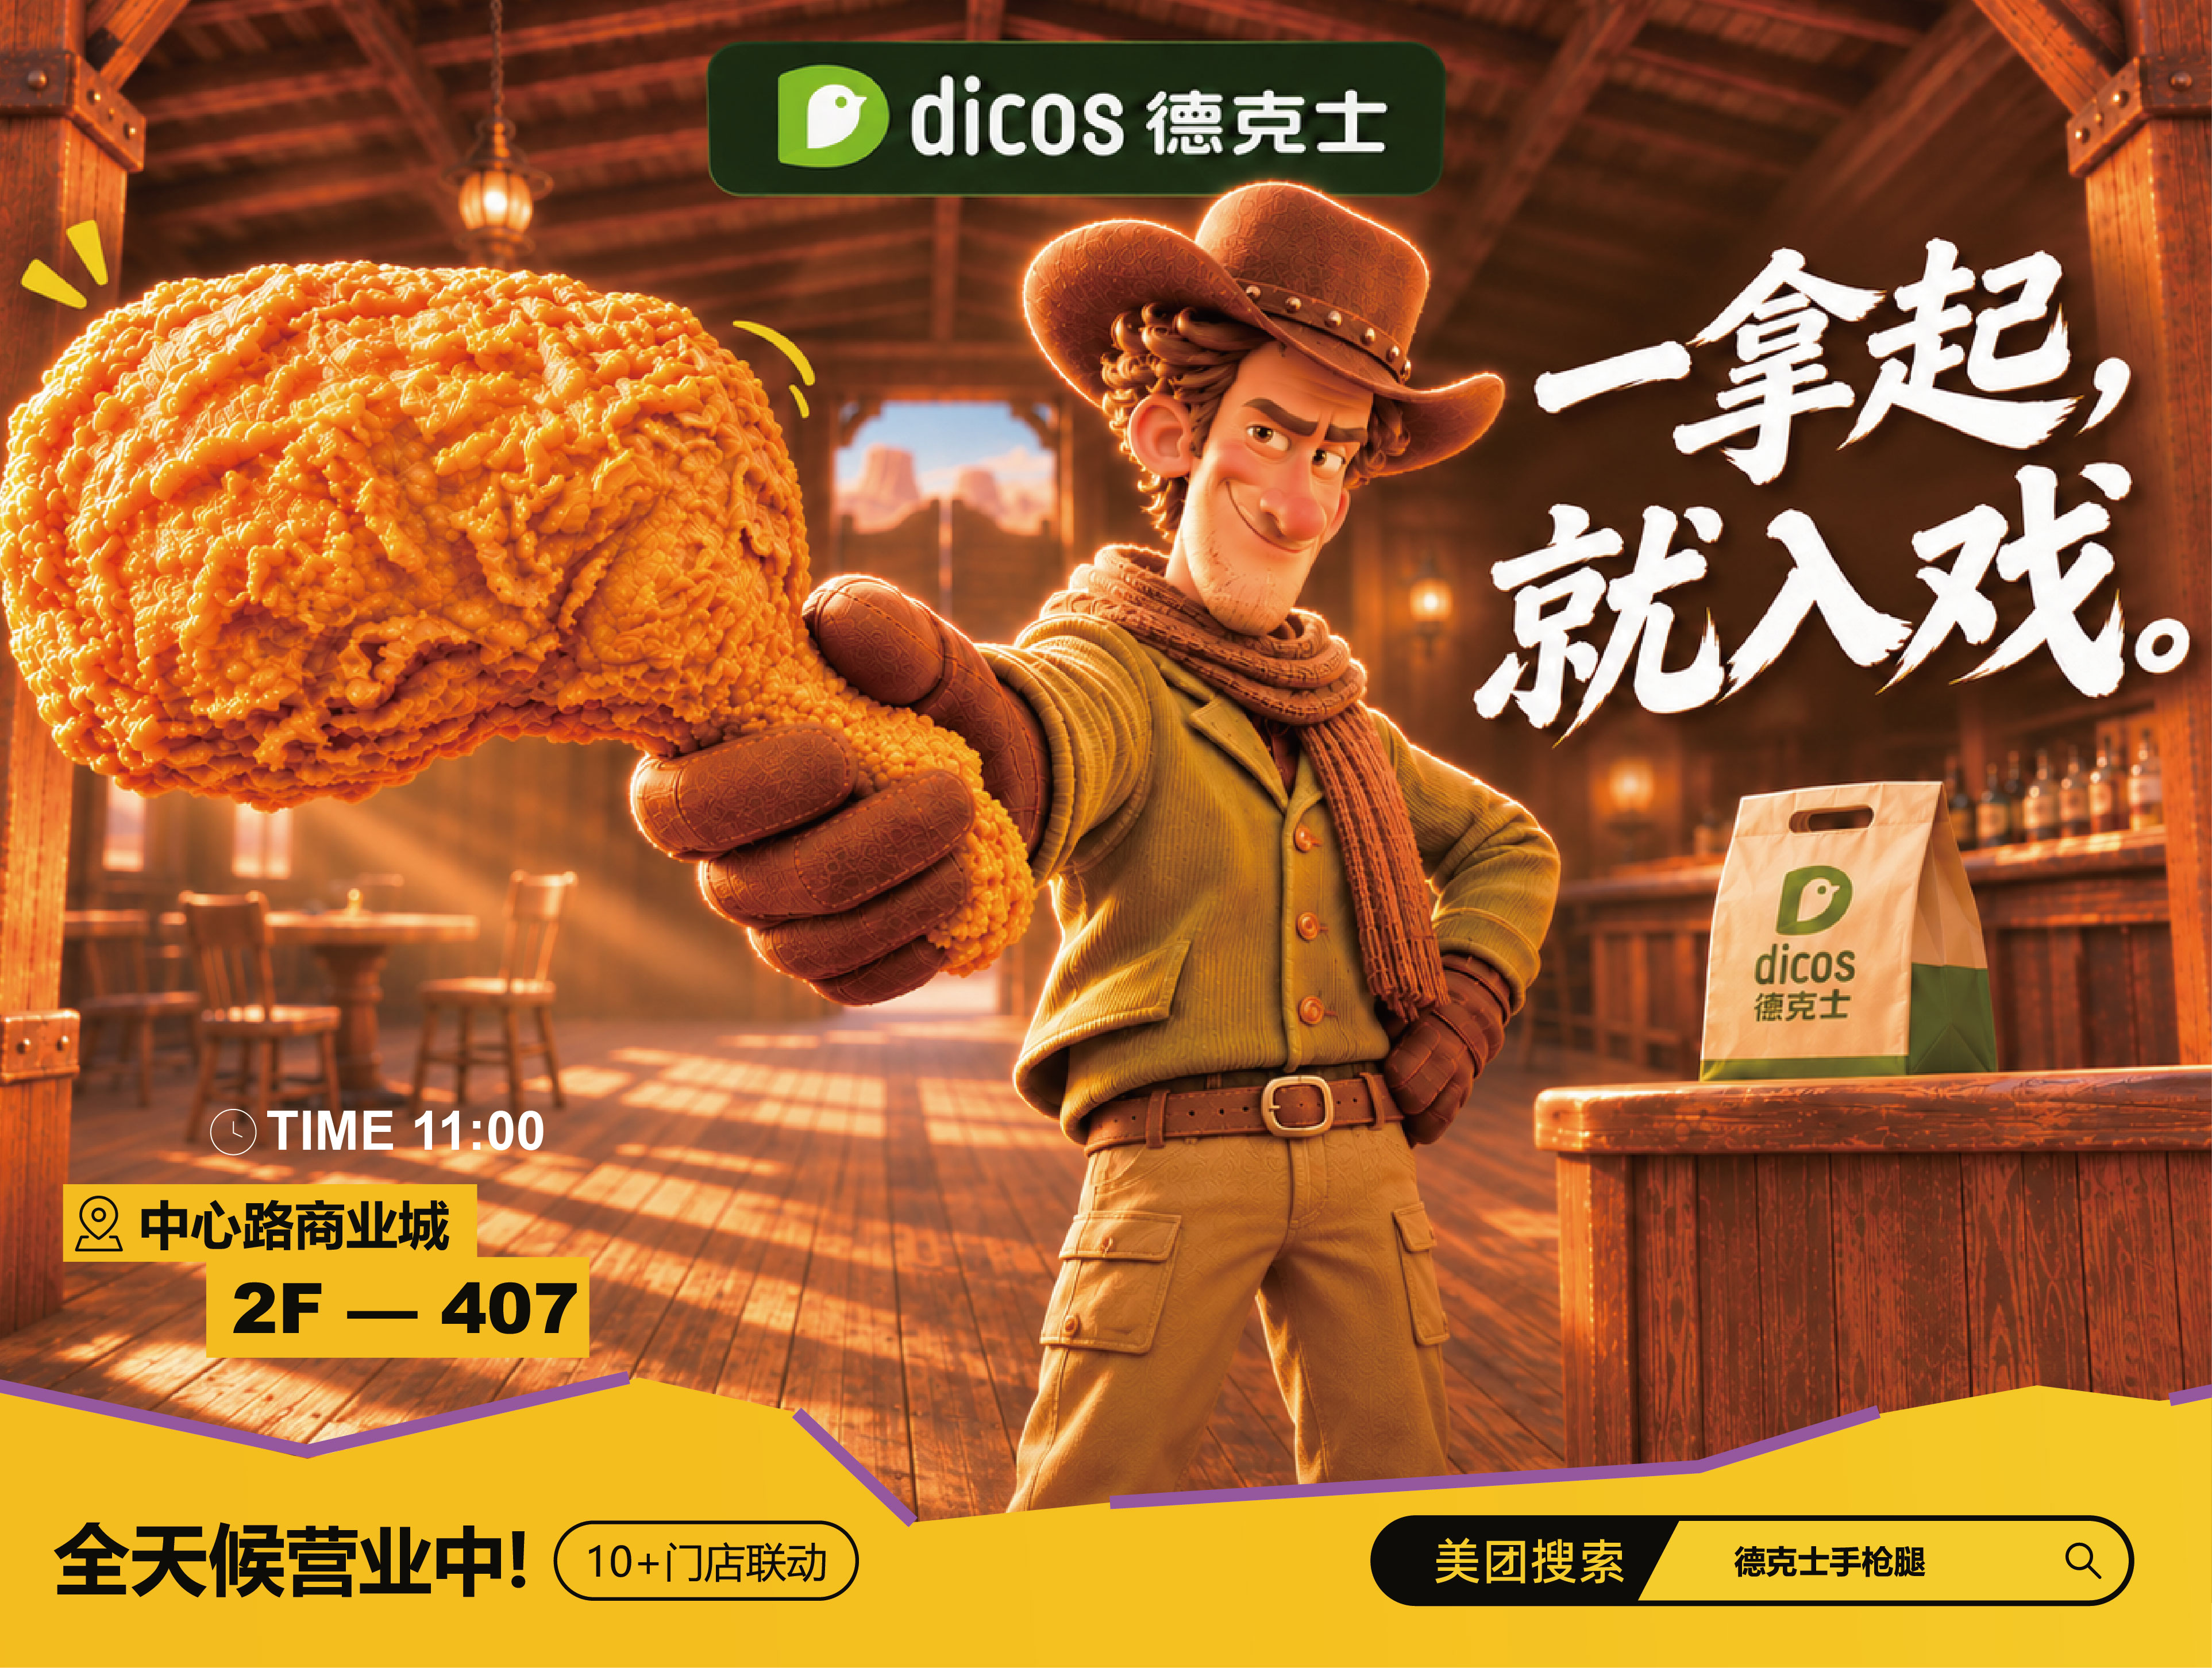 dicos 德克士
一拿起，
就入戏。
dicos
德克士
TIME 11:00
中心路商业城
2F — 407
全天候营业中!
10+门店联动
美团搜索
德克士手枪腿